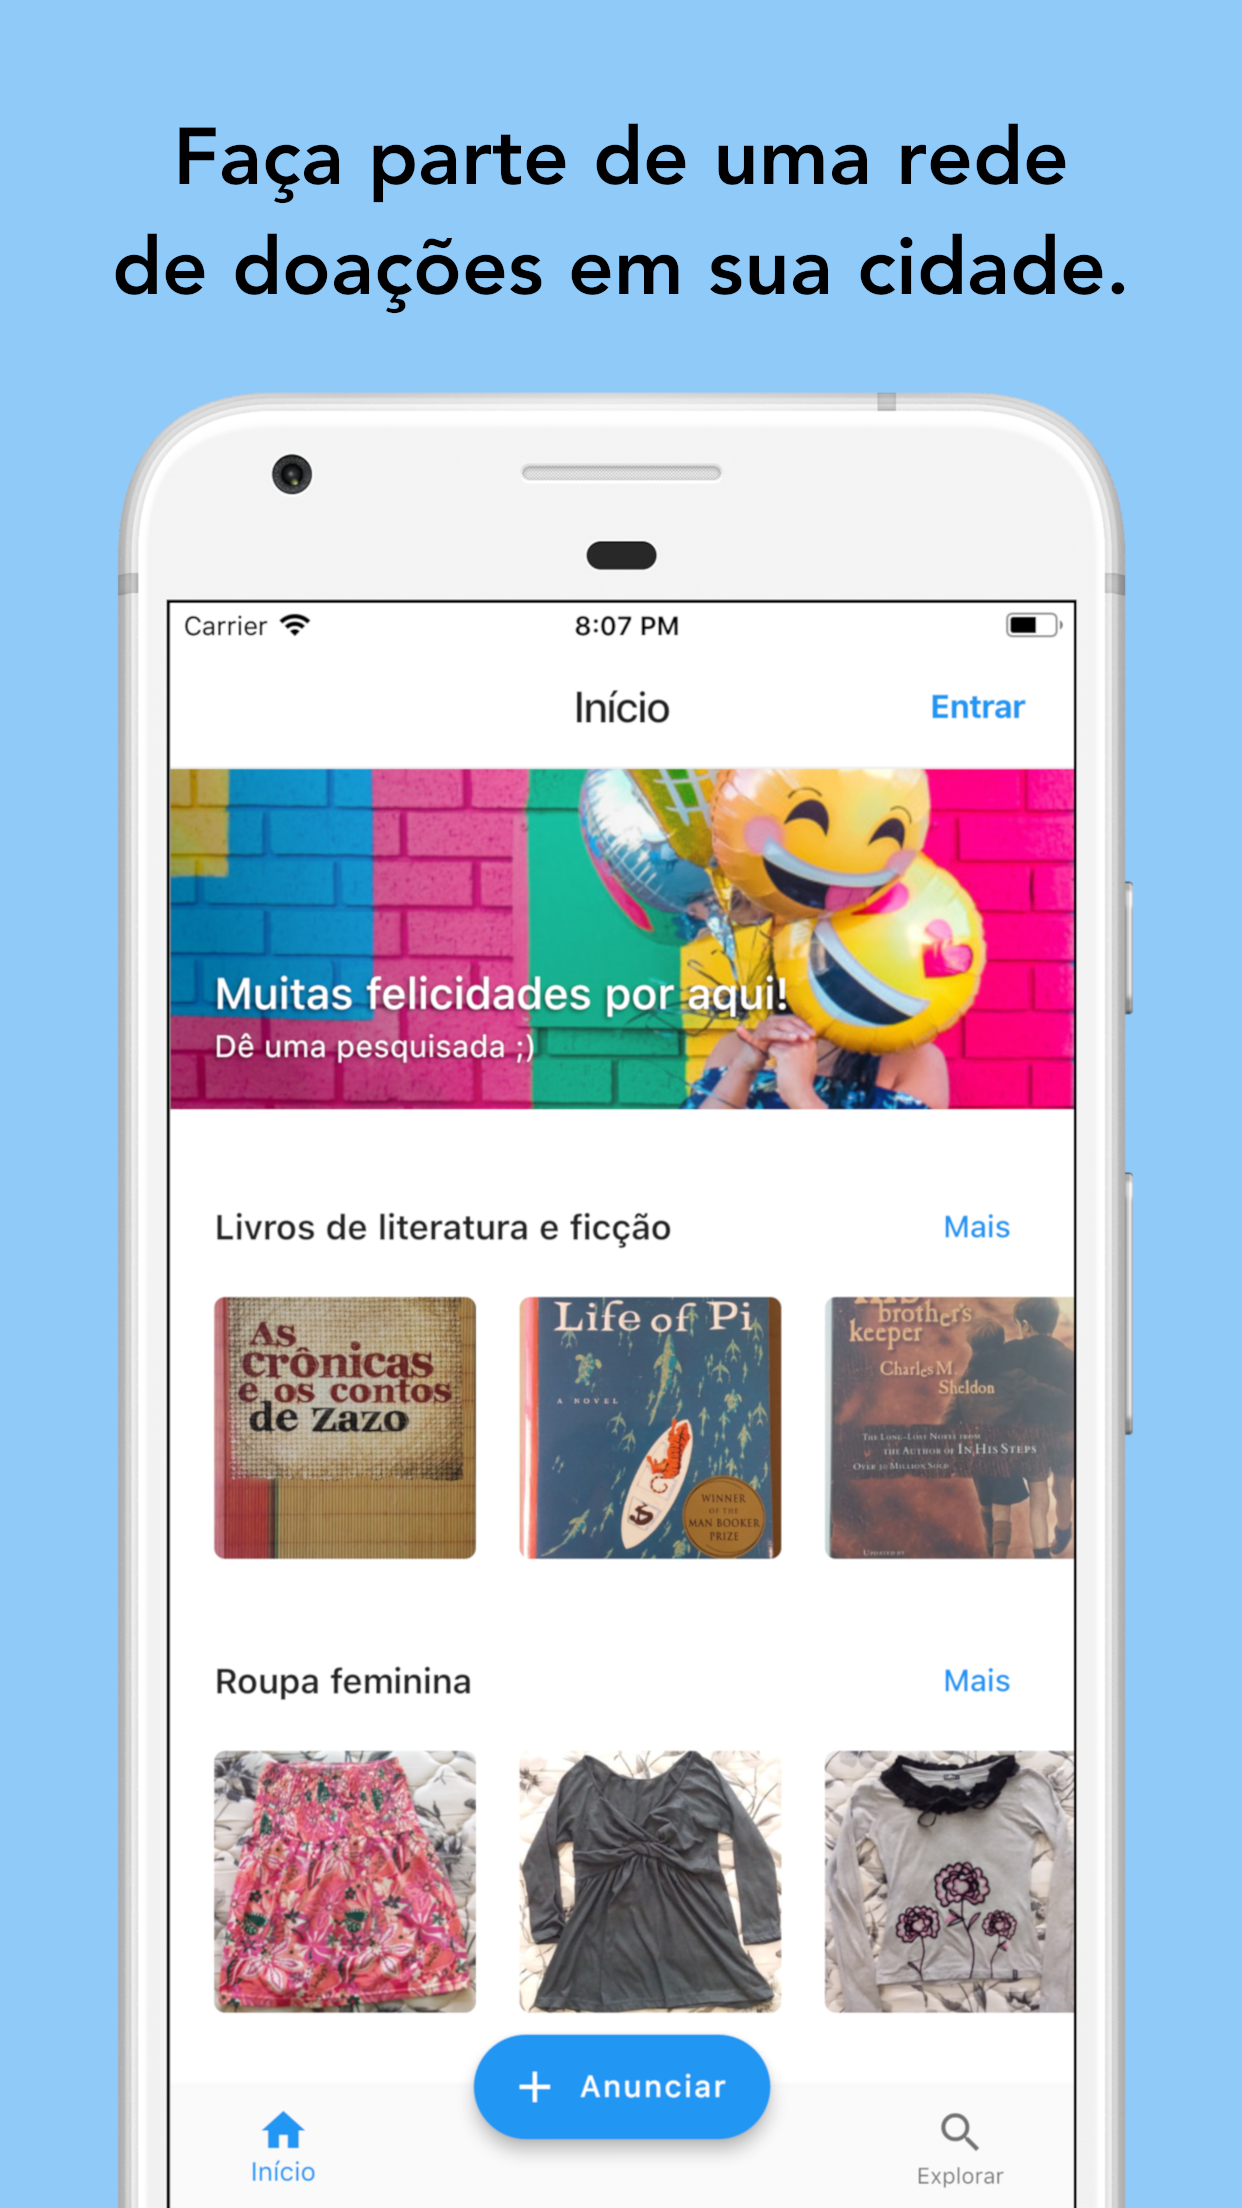 Faça parte de uma rede
de doações em sua cidade.
Carrier
8:07 PM
Início
Entrar
Muitas felicidades por aqui!
Dê uma pesquisada ;)
Livros de literatura e ficção
Mais
As
crônicas
e os contos
de Zazo
Life of Pi
A NOVEL
WINNER
OF THE
MAN BOOKER
PRIZE
brother's
keeper
Charles M.
Sheldon
The Long-Lost Novel from
the Author of In His Steps
Over 30 Million Sold
Roupa feminina
Mais
+ Anunciar
Início
Explorar